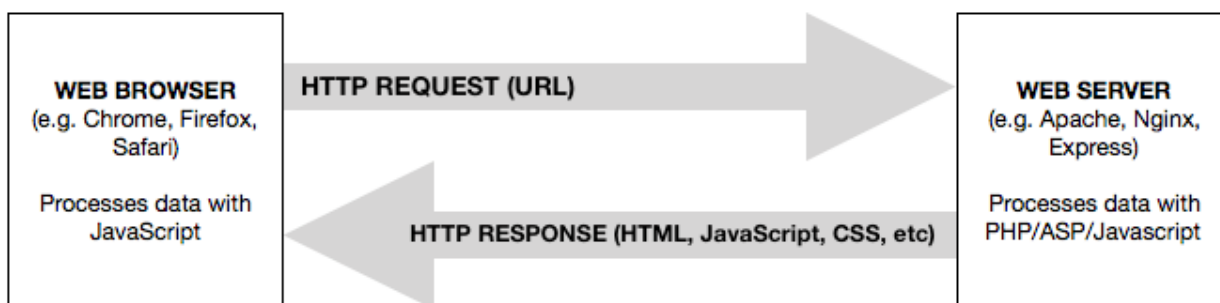 WEB BROWSER
(e.g. Chrome, Firefox,
Safari)
Processes data with
JavaScript
HTTP REQUEST (URL)
HTTP RESPONSE (HTML, JavaScript, CSS, etc)
WEB SERVER
(e.g. Apache, Nginx,
Express)
Processes data with
PHP/ASP/Javascript